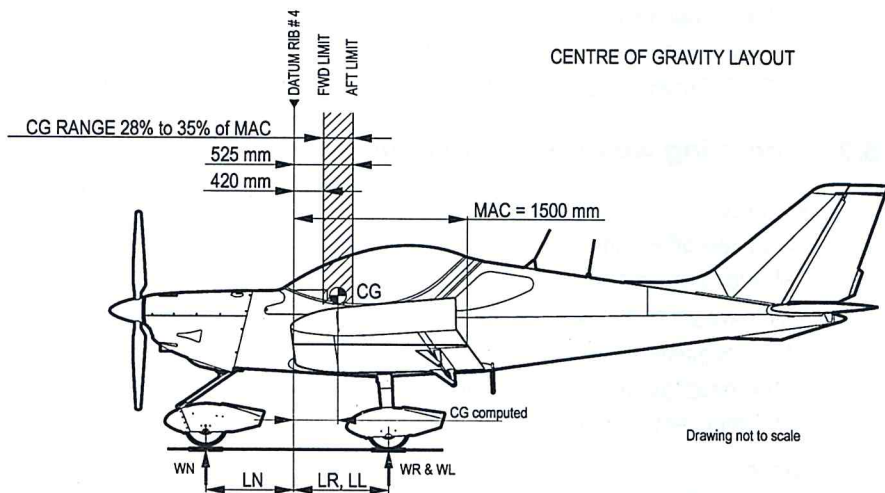 DATUM RIB # 4
FWD LIMIT
AFT LIMIT
CENTRE OF GRAVITY LAYOUT
CG RANGE 28% to 35% of MAC
525 mm
420 mm
MAC = 1500 mm
CG
CG computed
Drawing not to scale
WN
LN
LR, LL
WR & WL